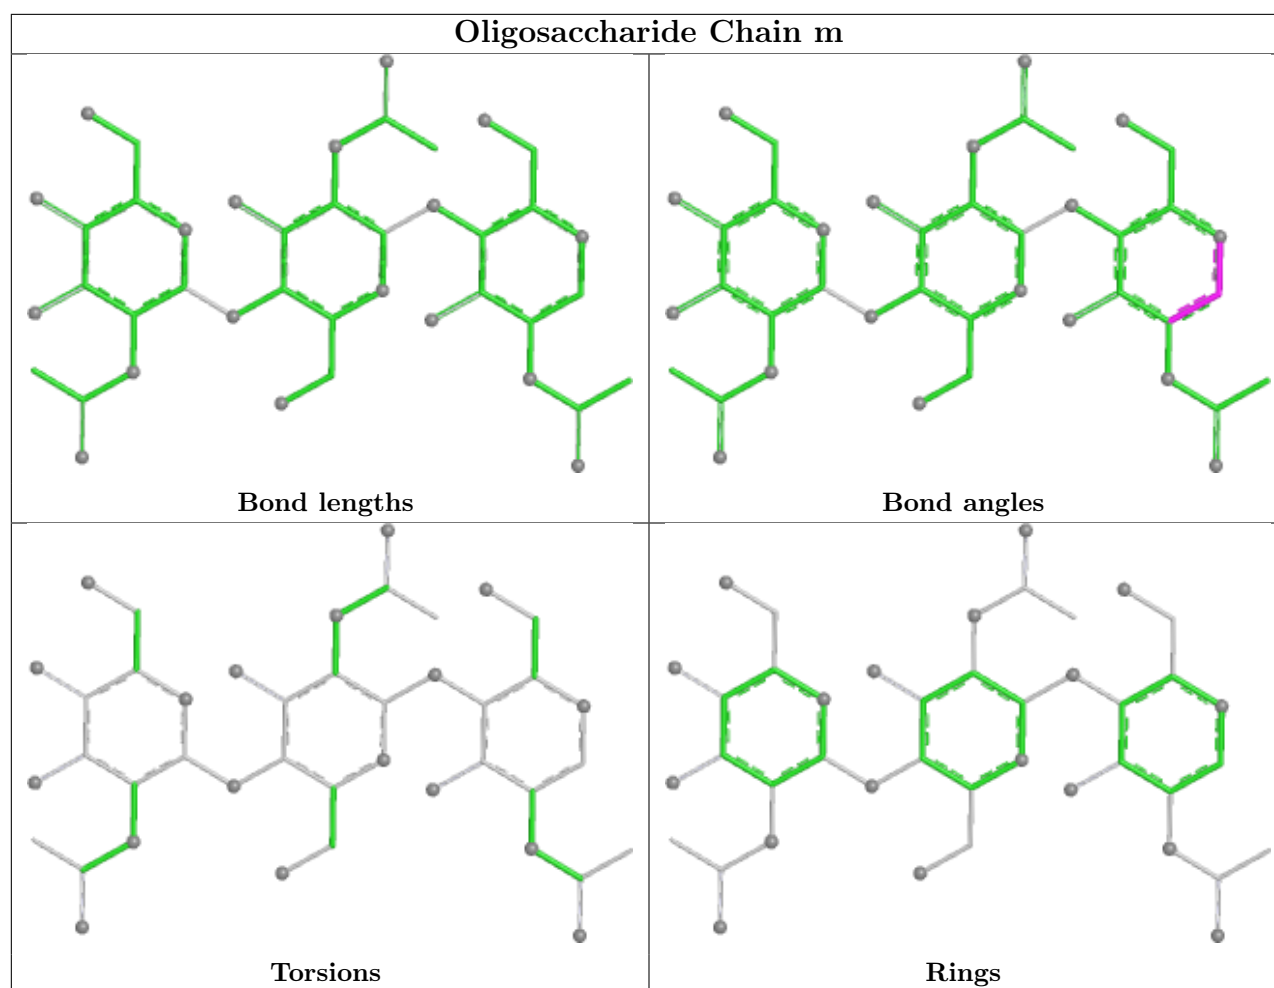 Oligosaccharide Chain m
Bond lengths
Bond angles
Torsions
Rings